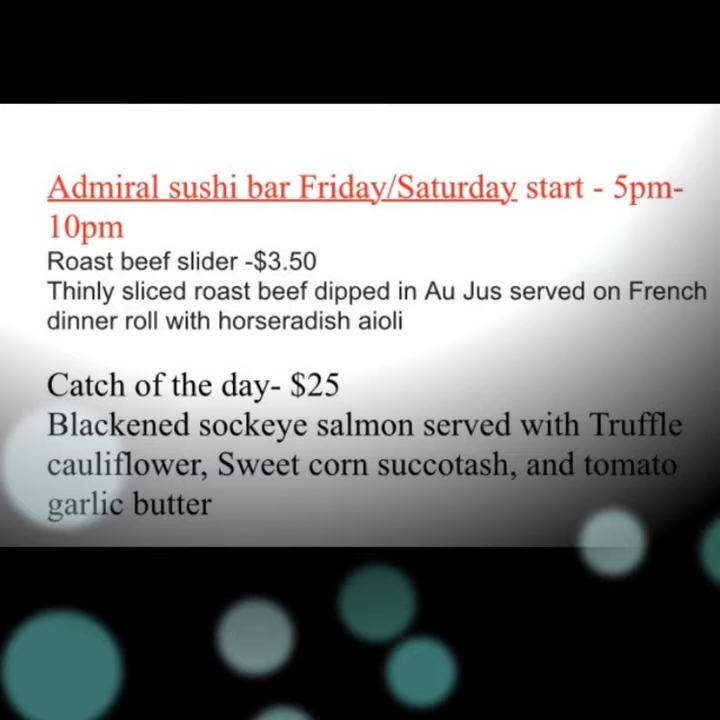 Admiral sushi bar Friday/Saturday start - 5pm-
10pm
Roast beef slider -$3.50
Thinly sliced roast beef dipped in Au Jus served on French
dinner roll with horseradish aioli
Catch of the day- $25
Blackened sockeye salmon served with Truffle
cauliflower, Sweet corn succotash, and tomato
garlic butter